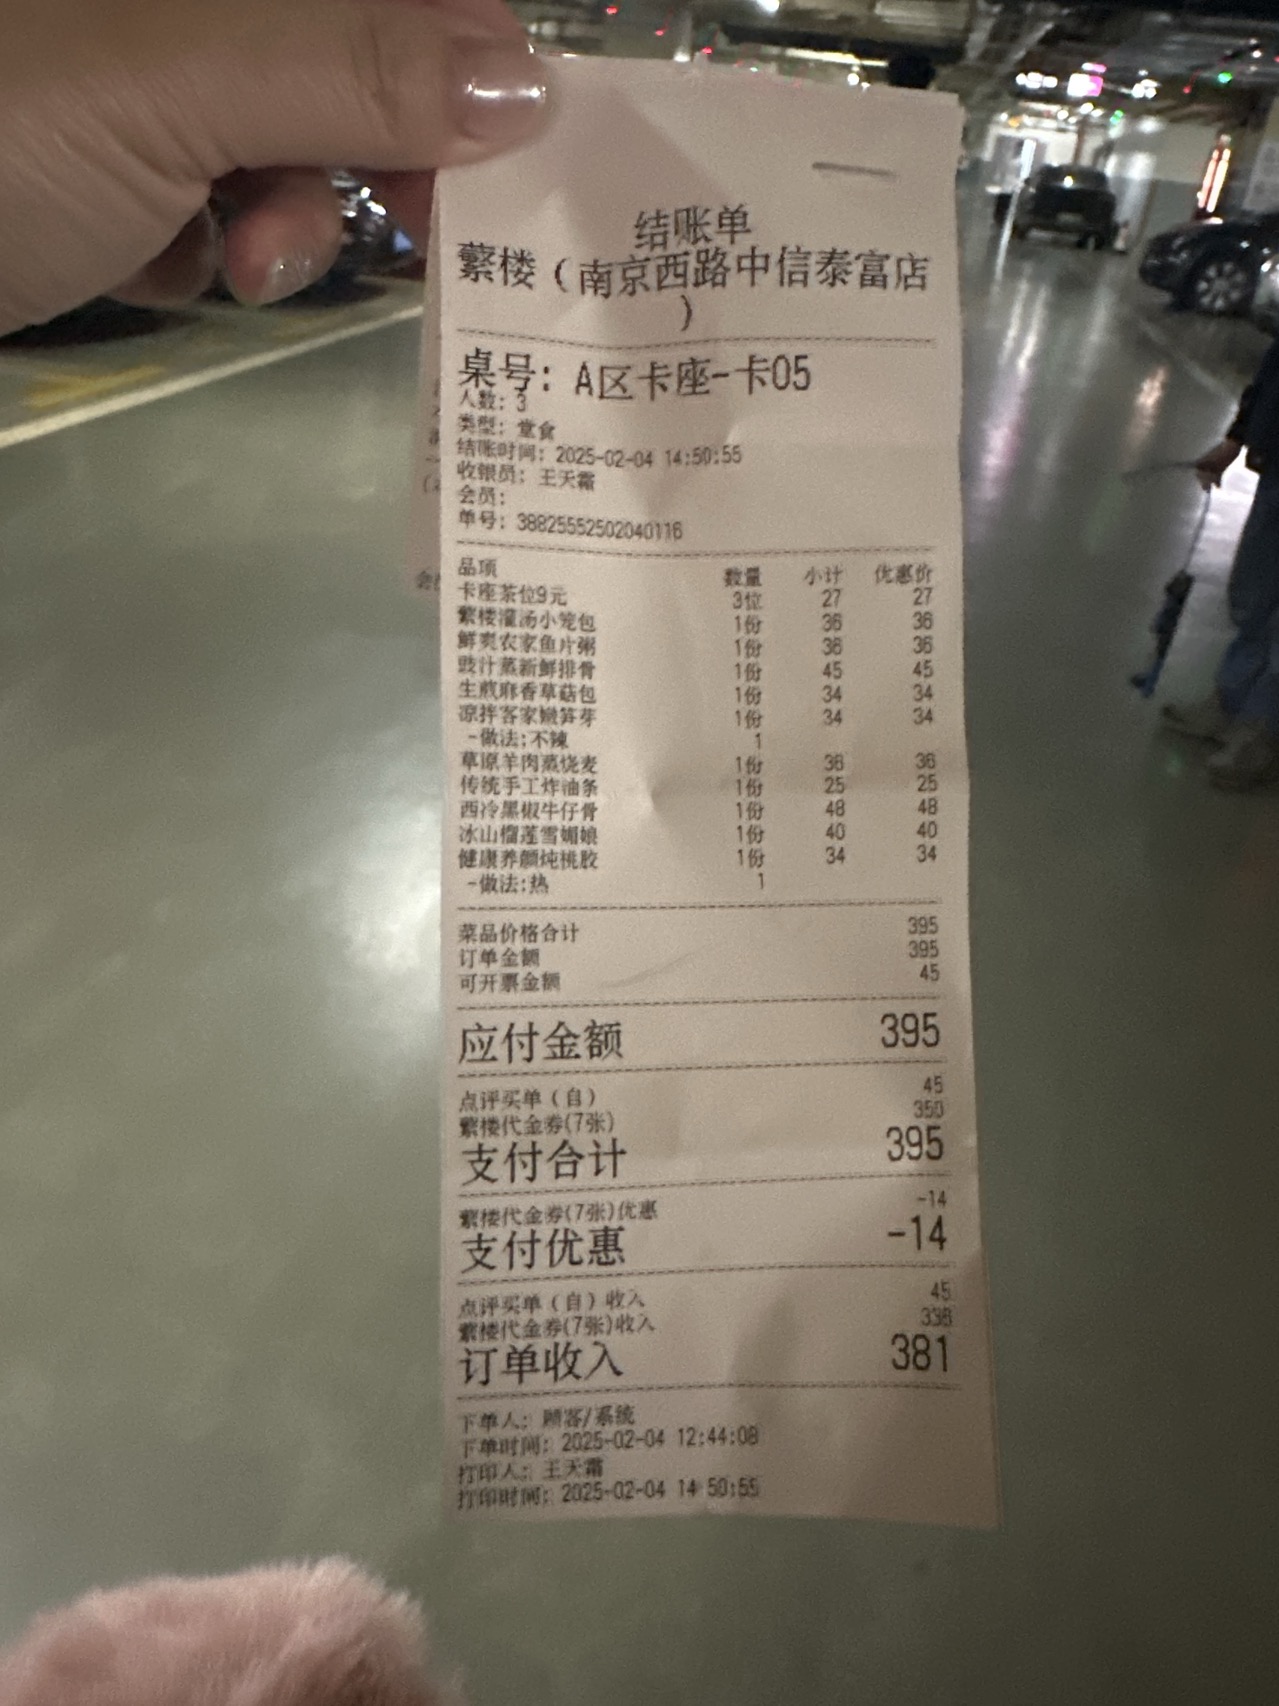 结账单
蘩楼（南京西路中信泰富店
）
桌号：A区卡座-卡05
人数：3
类型：堂食
结账时间：2025-02-04 14:50:55
收银员：王天霜
会员：
单号：38825552502040116
品项 数量 小计 优惠价
卡座茶位9元 3位 27 27
蘩楼灌汤小笼包 1份 36 36
鲜爽农家鱼片粥 1份 36 36
豉汁蒸新鲜排骨 1份 45 45
生煎麻香草菇包 1份 34 34
凉拌客家嫩笋芽 1份 34 34
-做法:不辣 1
草原羊肉蒸烧麦 1份 36 36
传统手工炸油条 1份 25 25
西冷黑椒牛仔骨 1份 48 48
冰山榴莲雪媚娘 1份 40 40
健康养颜炖桃胶 1份 34 34
-做法:热 1
菜品价格合计 395
订单金额 395
可开票金额 45
应付金额 395
点评买单（自） 45
蘩楼代金券(7张) 350
支付合计 395
蘩楼代金券(7张)优惠 -14
支付优惠 -14
点评买单（自）收入 45
蘩楼代金券(7张)收入 336
订单收入 381
下单人：顾客/系统
下单时间：2025-02-04 12:44:08
打印人：王天霜
打印时间：2025-02-04 14:50:55